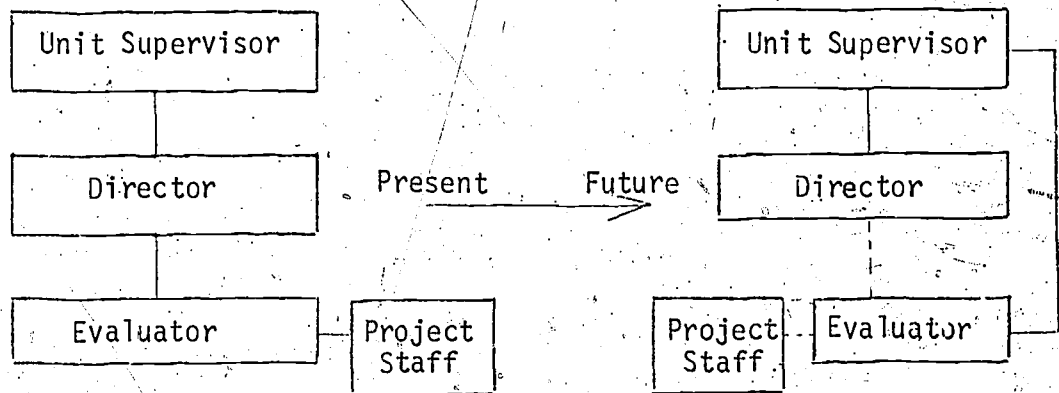 Unit Supervisor
Director
Evaluator
Project
Staff
Present
Future
Unit Supervisor
Director
Project
Staff
Evaluator